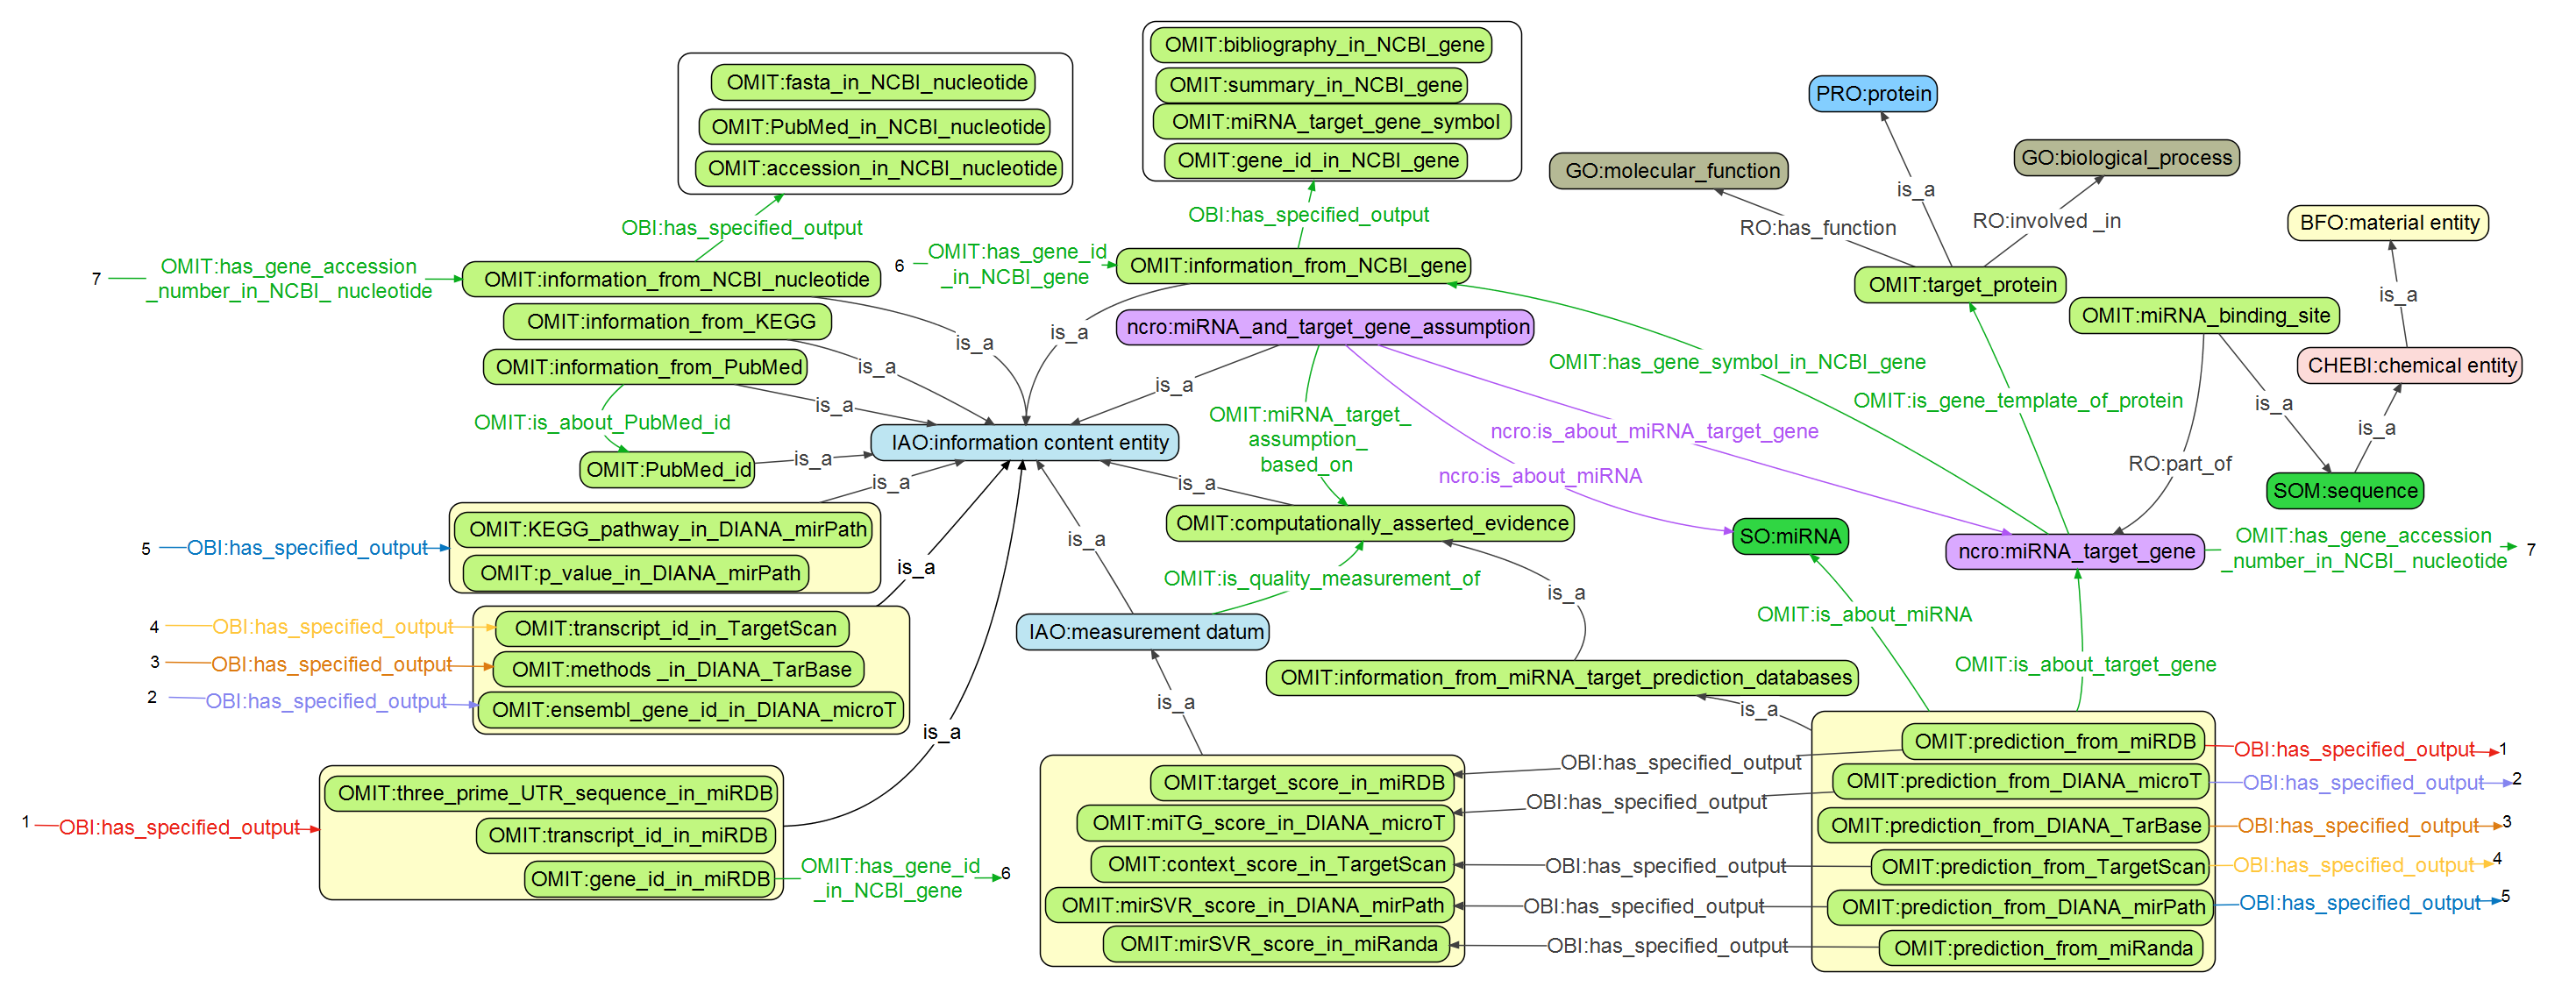 OMIT:fasta_in_NCBI_nucleotide
OMIT:PubMed_in_NCBI_nucleotide
OMIT:accession_in_NCBI_nucleotide
OBI:has_specified_output
7
OMIT:has_gene_accession
_number_in_NCBI_ nucleotide
OMIT:information_from_NCBI_nucleotide
OMIT:information_from_KEGG
OMIT:information_from_PubMed
is_a
is_a
is_a
OMIT:is_about_PubMed_id
OMIT:PubMed_id
is_a
OMIT:bibliography_in_NCBI_gene
OMIT:summary_in_NCBI_gene
OMIT:miRNA_target_gene_symbol
OMIT:gene_id_in_NCBI_gene
OBI:has_specified_output
6
OMIT:has_gene_id
_in_NCBI_gene
OMIT:information_from_NCBI_gene
is_a
ncro:miRNA_and_target_gene_assumption
is_a
OMIT:miRNA_target_
assumption_
based_on
IAO:information content entity
is_a
is_a
OMIT:computationally_asserted_evidence
is_a
OMIT:is_quality_measurement_of
is_a
IAO:measurement datum
is_a
OMIT:information_from_miRNA_target_prediction_databases
is_a
PRO:protein
GO:molecular_function
GO:biological_process
is_a
RO:has_function
RO:involved _in
BFO:material entity
OMIT:target_protein
is_a
OMIT:miRNA_binding_site
CHEBI:chemical entity
OMIT:has_gene_symbol_in_NCBI_gene
OMIT:is_gene_template_of_protein
is_a
is_a
ncro:is_about_miRNA_target_gene
ncro:is_about_miRNA
RO:part_of
SOM:sequence
SO:miRNA
ncro:miRNA_target_gene
OMIT:has_gene_accession
_number_in_NCBI_ nucleotide
7
OMIT:is_about_miRNA
OMIT:is_about_target_gene
5
OBI:has_specified_output
OMIT:KEGG_pathway_in_DIANA_mirPath
OMIT:p_value_in_DIANA_mirPath
is_a
4
OBI:has_specified_output
OMIT:transcript_id_in_TargetScan
3
OBI:has_specified_output
OMIT:methods _in_DIANA_TarBase
2
OBI:has_specified_output
OMIT:ensembl_gene_id_in_DIANA_microT
is_a
1
OBI:has_specified_output
OMIT:three_prime_UTR_sequence_in_miRDB
OMIT:transcript_id_in_miRDB
OMIT:gene_id_in_miRDB
OMIT:has_gene_id
_in_NCBI_gene
6
OMIT:target_score_in_miRDB
OBI:has_specified_output
OMIT:prediction_from_miRDB
OBI:has_specified_output
1
OMIT:miTG_score_in_DIANA_microT
OBI:has_specified_output
OMIT:prediction_from_DIANA_microT
OBI:has_specified_output
2
OMIT:prediction_from_DIANA_TarBase
OBI:has_specified_output
3
OMIT:context_score_in_TargetScan
OBI:has_specified_output
OMIT:prediction_from_TargetScan
OBI:has_specified_output
4
OMIT:mirSVR_score_in_DIANA_mirPath
OBI:has_specified_output
OMIT:prediction_from_DIANA_mirPath
OBI:has_specified_output
5
OMIT:mirSVR_score_in_miRanda
OBI:has_specified_output
OMIT:prediction_from_miRanda